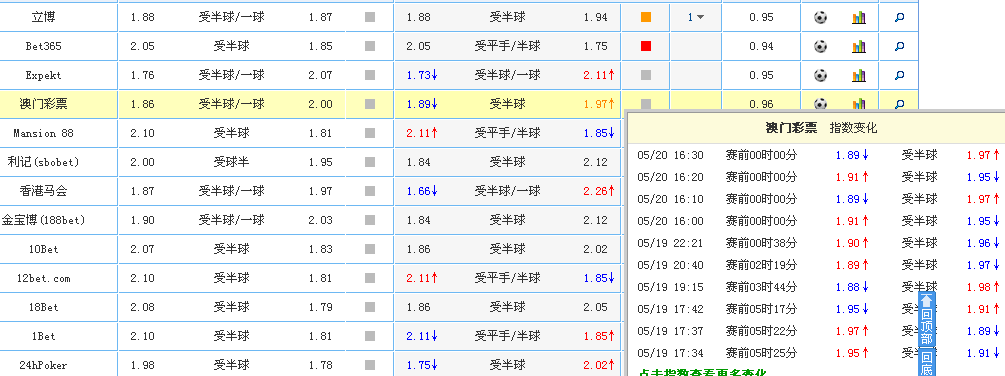 立博 1.88 受半球/一球 1.87 1.88 受半球 1.94 1 0.95
Bet365 2.05 受半球 1.85 2.05 受平手/半球 1.75 0.94
Expekt 1.76 受半球/一球 2.07 1.73↓ 受半球/一球 2.11↑ 0.95
澳门彩票 1.86 受半球/一球 2.00 1.89↓ 受半球 1.97↑ 0.96
Mansion 88 2.10 受半球 1.81 2.11↑ 受平手/半球 1.85↓
利记(sbobet) 2.00 受球半 1.95 1.84 受半球 2.12
香港马会 1.87 受半球/一球 1.97 1.66↓ 受半球/一球 2.26↑
金宝博(188bet) 1.90 受半球/一球 2.03 1.84 受半球 2.12
10Bet 2.07 受半球 1.83 1.86 受半球 2.02
12bet.com 2.10 受半球 1.81 2.11↑ 受平手/半球 1.85↓
18Bet 2.08 受半球 1.79 1.86 受半球 2.05
1Bet 2.10 受半球 1.81 2.11↓ 受平手/半球 1.85↑
24hPoker 1.98 受半球 1.78 1.75↓ 受半球/一球 2.02↑
澳门彩票 指数变化
05/20 16:30 赛前00时00分 1.89↓ 受半球 1.97↑
05/20 16:20 赛前00时00分 1.91↑ 受半球 1.95↓
05/20 16:10 赛前00时00分 1.89↓ 受半球 1.97↑
05/20 16:00 赛前00时00分 1.91↑ 受半球 1.95↓
05/19 22:21 赛前00时38分 1.90↑ 受半球 1.96↓
05/19 20:40 赛前02时19分 1.89↑ 受半球 1.97↓
05/19 19:15 赛前03时44分 1.88↓ 受半球 1.98↑
05/19 17:42 赛前05时17分 1.95↓ 受半球 1.91↑
05/19 17:37 赛前05时22分 1.97↑ 受半球 1.89↓
05/19 17:34 赛前05时25分 1.95↑ 受半球 1.91↓
点击指数查看更多变化
回顶部
回底